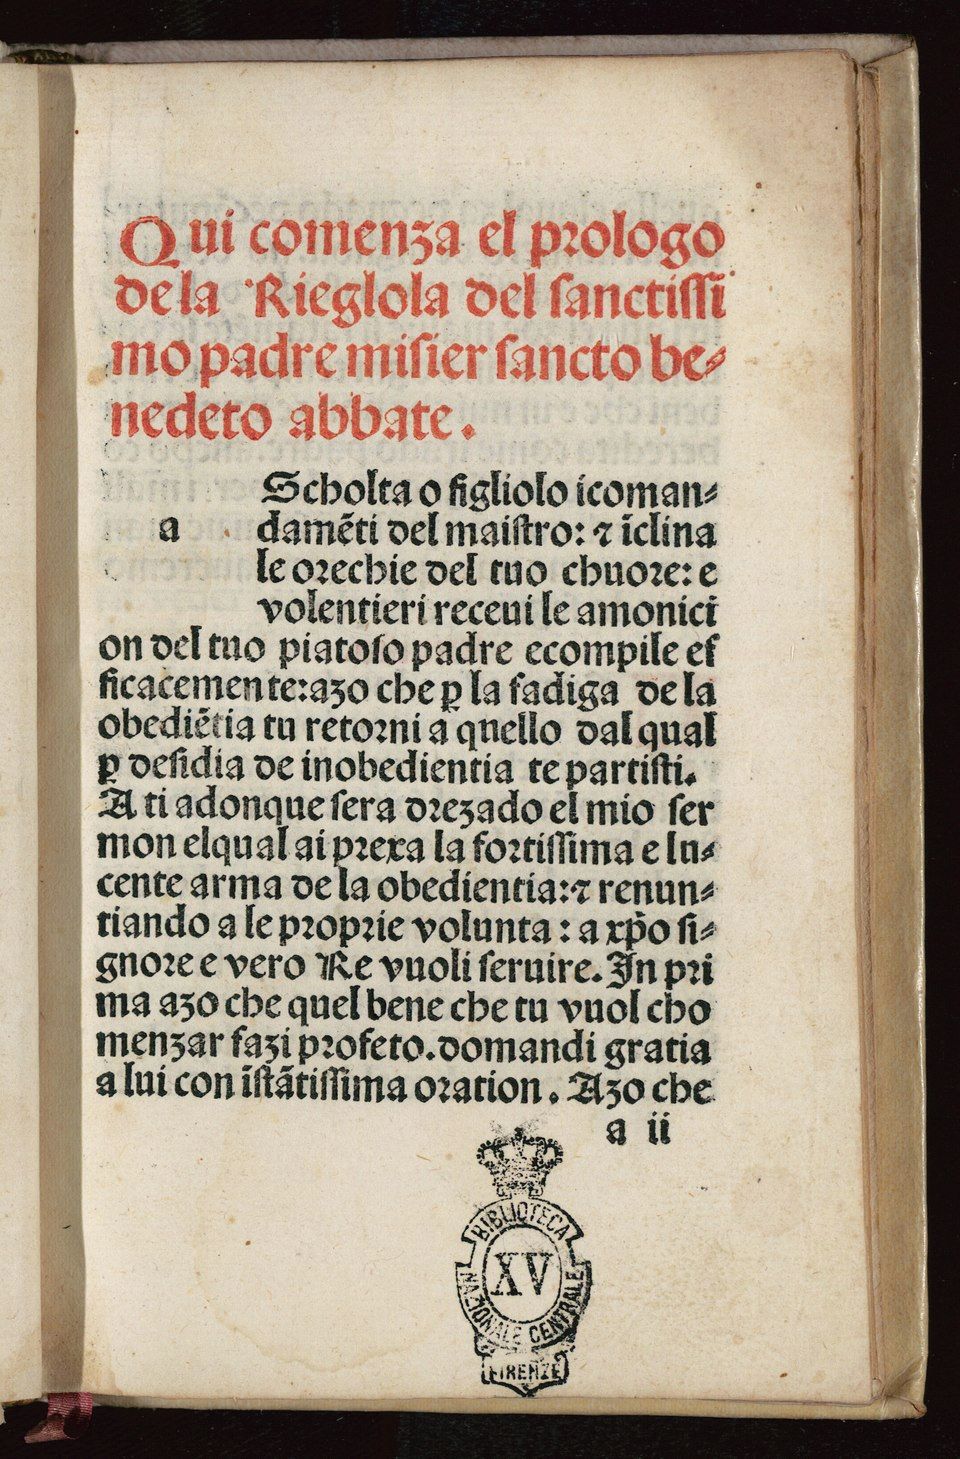 Qui comenza el prologo
de la Rieglola del sanctissi
mo padre misier sancto be-
nedeto abbate.
Scholta o figliolo icoman-
a
damẽti del maistro: ⁊ ĩclina
le orechie del tuo chuore: e
volentieri receui le amonici
on del tuo piatoso padre ecompile ef
ficacemente: azo che ꝑ la fadiga de la
obediẽtia tu retorni a quello dal qual
ꝑ desidia de inobedientia te partisti.
A ti adonque sera drezado el mio ser
mon elqual ai prexa la fortissima e lu-
cente arma de la obedientia: ⁊ renun-
tiando a le proprie volunta : a xp̃o si-
gnore e vero Re vuoli seruire. In pri
ma azo che quel bene che tu vuol cho
menzar fazi profeto. domandi gratia
a lui con ĩstãtissima oration. Azo che
a ii
BIBLIOTECA
XV
NAZIONALE CENTRALE
FIRENZE